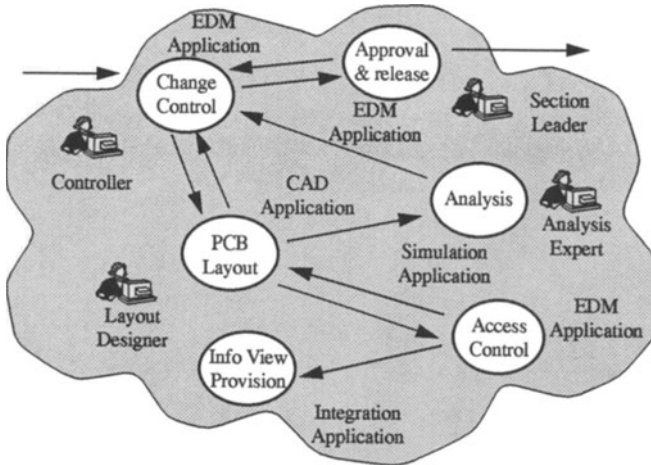 EDM
Application
Approval
& release
Change
Control
EDM
Application
Section
Leader
Controller
CAD
Application
Analysis
PCB
Layout
Simulation
Application
Analysis
Expert
Layout
Designer
Access
Control
EDM
Application
Info View
Provision
Integration
Application